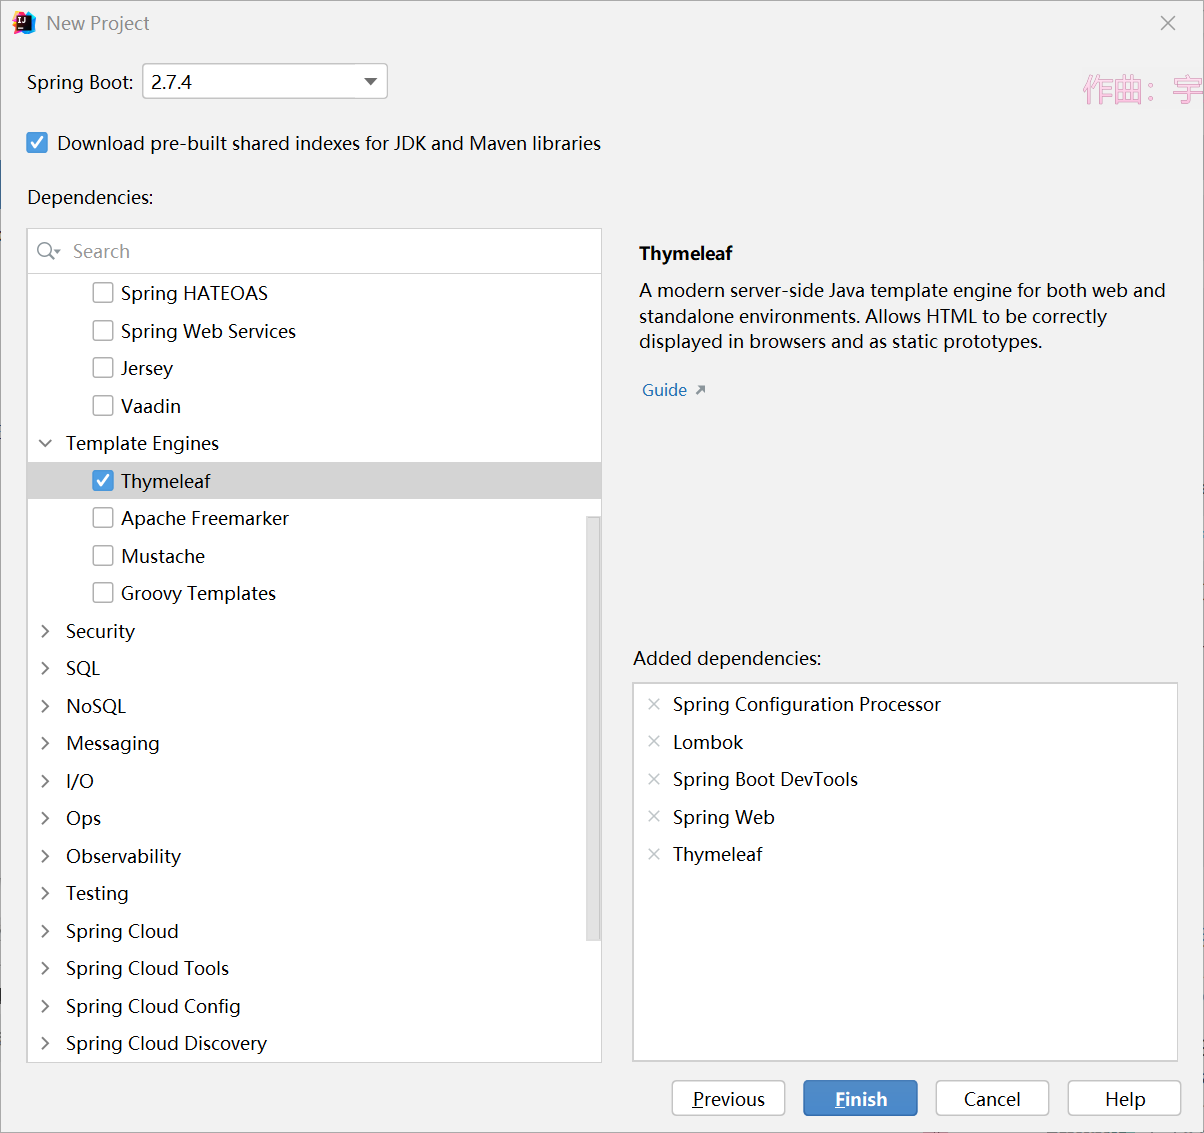 New Project
Spring Boot: 2.7.4
作曲：宇
Download pre-built shared indexes for JDK and Maven libraries
Dependencies:
Search
Spring HATEOAS
Spring Web Services
Jersey
Vaadin
Template Engines
Thymeleaf
Apache Freemarker
Mustache
Groovy Templates
Security
SQL
NoSQL
Messaging
I/O
Ops
Observability
Testing
Spring Cloud
Spring Cloud Tools
Spring Cloud Config
Spring Cloud Discovery
Thymeleaf
A modern server-side Java template engine for both web and
standalone environments. Allows HTML to be correctly
displayed in browsers and as static prototypes.
Guide
Added dependencies:
Spring Configuration Processor
Lombok
Spring Boot DevTools
Spring Web
Thymeleaf
Previous
Finish
Cancel
Help